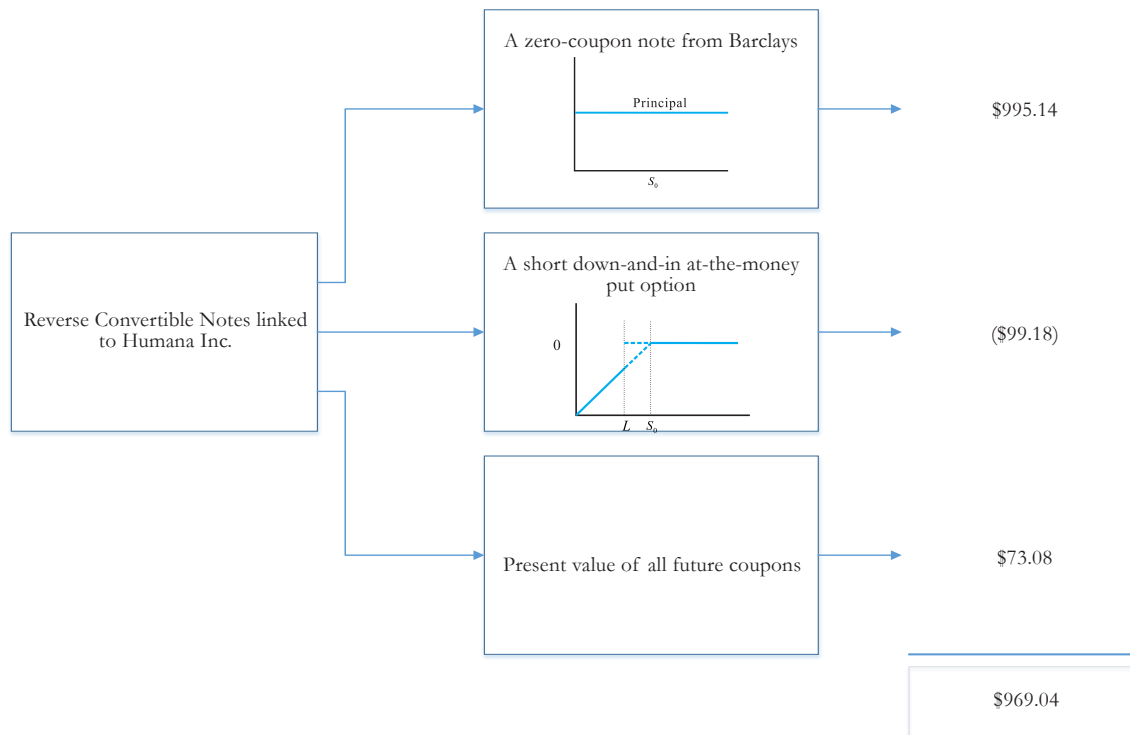 A zero-coupon note from Barclays
Principal
S₀
$995.14
Reverse Convertible Notes linked
to Humana Inc.
A short down-and-in at-the-money
put option
0
L S₀
($99.18)
Present value of all future coupons
$73.08
$969.04